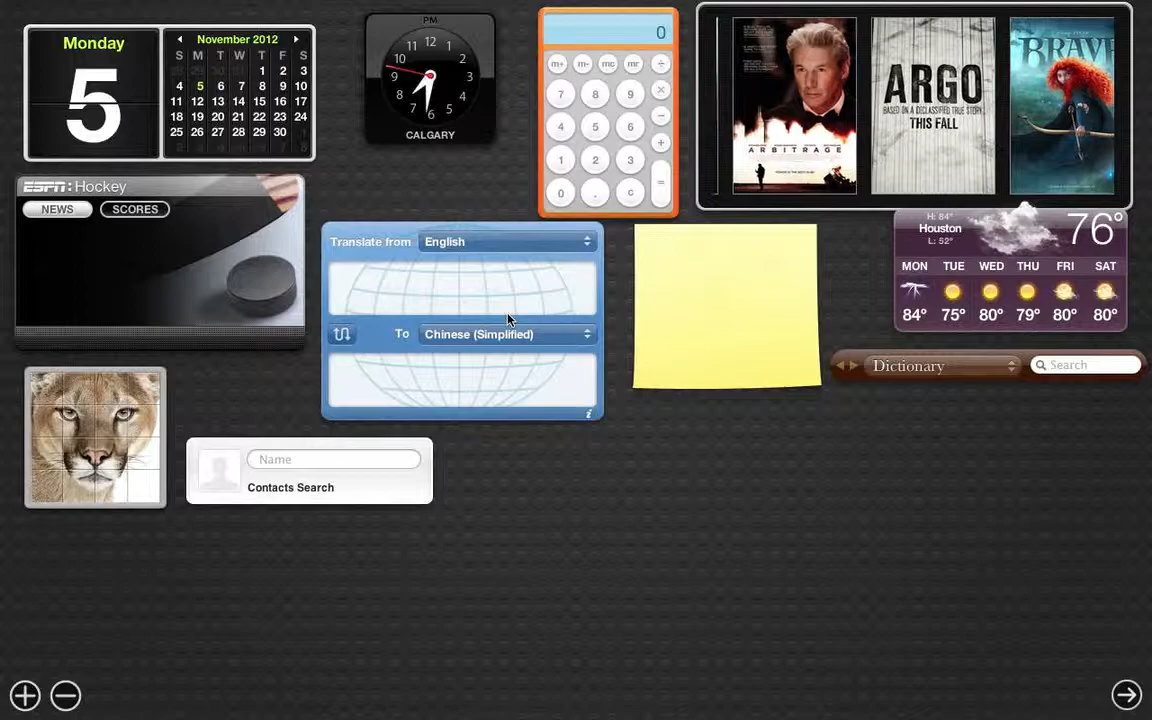 Monday
5
November 2012
S M T W T F S
1 2 3
4 5 6 7 8 9 10
11 12 13 14 15 16 17
18 19 20 21 22 23 24
25 26 27 28 29 30
PM
12
11 1
10 2
9 3
8 4
7 5
6
CALGARY
0
m+ m- mc mr ÷
7 8 9 ×
4 5 6 −
1 2 3 +
0 . c =
ARBITRAGE
ARGO
BASED ON A DECLASSIFIED TRUE STORY
THIS FALL
BRAVE
ESPN: Hockey
NEWS SCORES
Translate from English
To Chinese (Simplified)
H: 84°
Houston
L: 52°
76°
MON TUE WED THU FRI SAT
84° 75° 80° 79° 80° 80°
Dictionary
Search
Name
Contacts Search